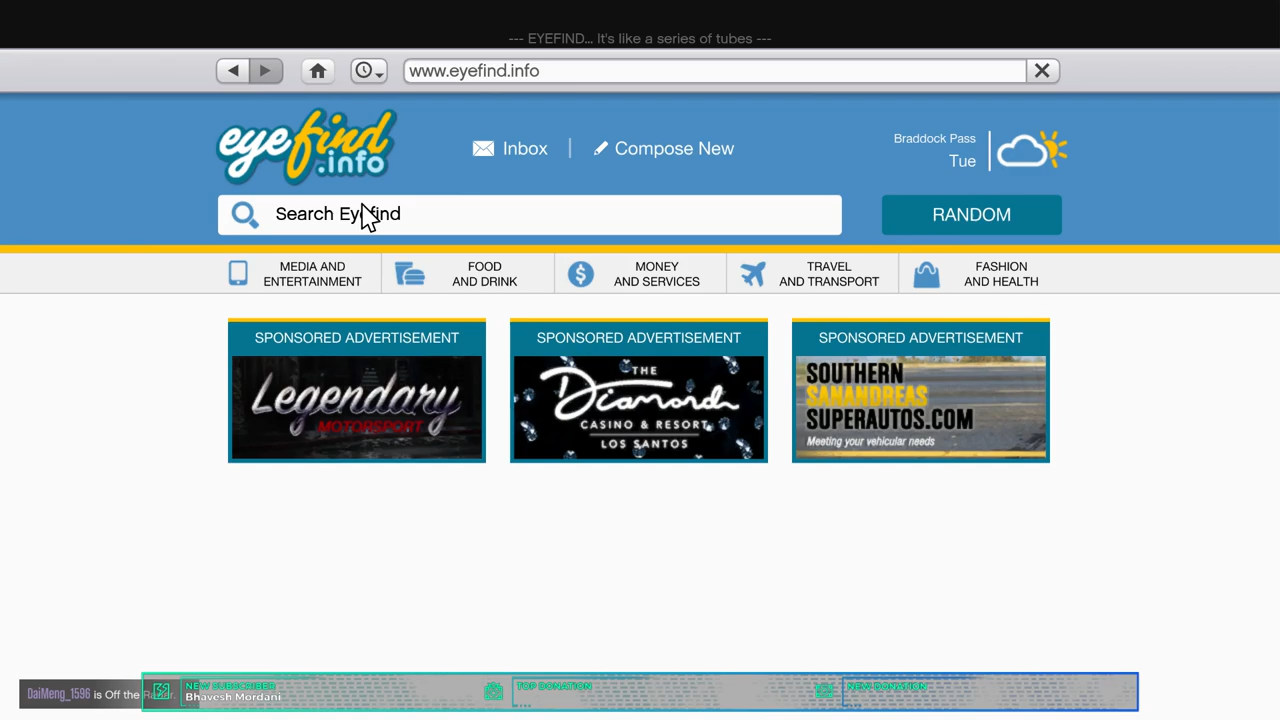 --- EYEFIND... It's like a series of tubes ---
www.eyefind.info
eyefind
.info
Inbox
Compose New
Braddock Pass
Tue
Search Eyefind
RANDOM
MEDIA AND
ENTERTAINMENT
FOOD
AND DRINK
MONEY
AND SERVICES
TRAVEL
AND TRANSPORT
FASHION
AND HEALTH
SPONSORED ADVERTISEMENT
Legendary
MOTORSPORT
SPONSORED ADVERTISEMENT
THE
Diamond
CASINO & RESORT
LOS SANTOS
SPONSORED ADVERTISEMENT
SOUTHERN
SANANDREAS
SUPERAUTOS.COM
Meeting your vehicular needs
DaiMeng_1596 is Off the Radar.
NEW SUBSCRIBER
Bhavesh Mordani
TOP DONATION
....
NEW DONATION
....